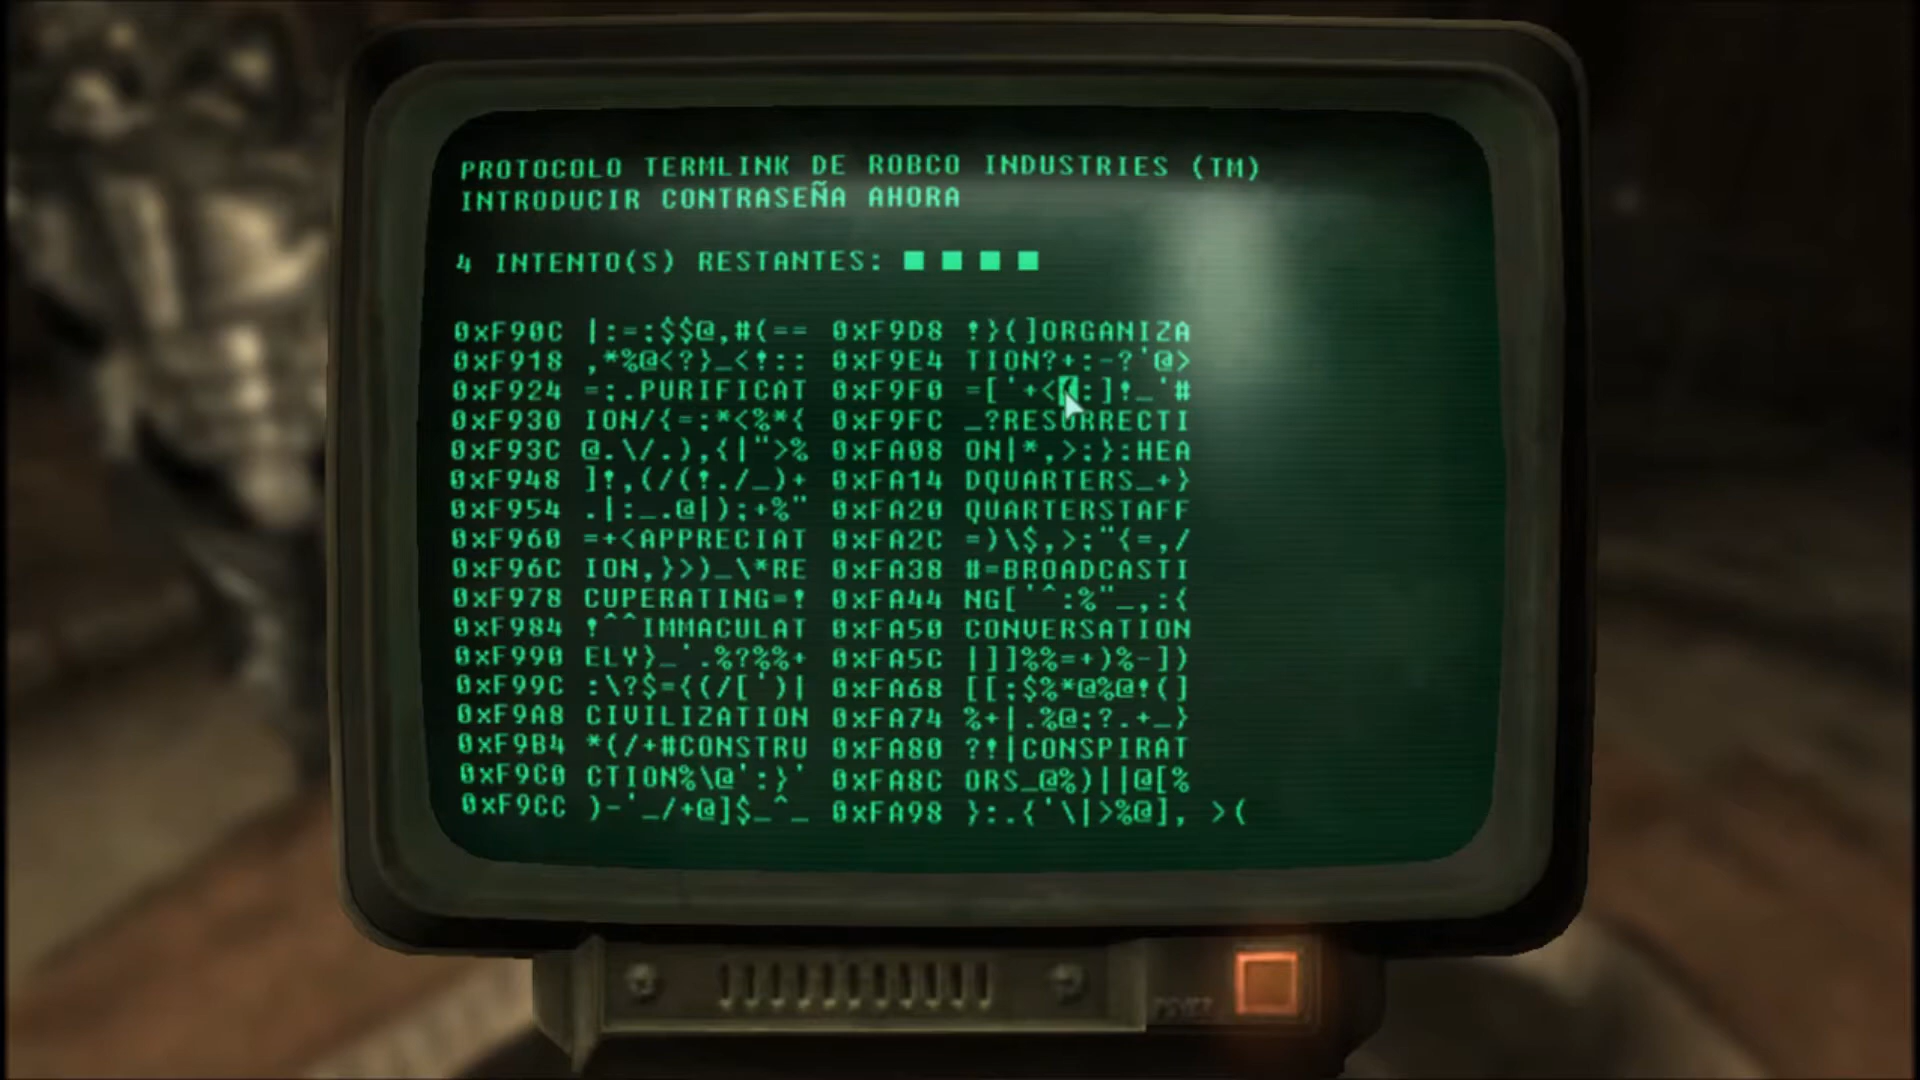 PROTOCOLO TERMLINK DE ROBCO INDUSTRIES (TM)
INTRODUCIR CONTRASEÑA AHORA
4 INTENTO(S) RESTANTES: ■ ■ ■ ■
0xF90C |:=;$$@,#(== 0xF9D8 !}(]ORGANIZA
0xF918 ,*%@<?}_<!:: 0xF9E4 TION?+:-?'@>
0xF924 =;.PURIFICAT 0xF9F0 =['+<(:]!_'#
0xF930 ION/{=:*<%*{ 0xF9FC _?RESURRECTI
0xF93C @.\/.),{|">% 0xFA08 ON|*,>;}:HEA
0xF948 ]!,(/(!./_)+ 0xFA14 DQUARTERS_+}
0xF954 .|:_.@|);+%" 0xFA20 QUARTERSTAFF
0xF960 =+<APPRECIAT 0xFA2C =)\$,>;"{=,/
0xF96C ION,}>)_\*RE 0xFA38 #=BROADCASTI
0xF978 CUPERATING=! 0xFA44 NG['^:%"_,:{
0xF984 !^^IMMACULAT 0xFA50 CONVERSATION
0xF990 ELY}_'.%?%%+ 0xFA5C |]]%%=+)%-])
0xF99C :\?$={(/[')| 0xFA68 [[;$%*@%@!(]
0xF9A8 CIVILIZATION 0xFA74 %+|.%@;?.+_}
0xF9B4 *(/+#CONSTRU 0xFA80 ?!|CONSPIRAT
0xF9C0 CTION%\@':}' 0xFA8C ORS_@%)||@[%
0xF9CC )-'_/+@]$_^_ 0xFA98 }:.{'\|>%@], >(